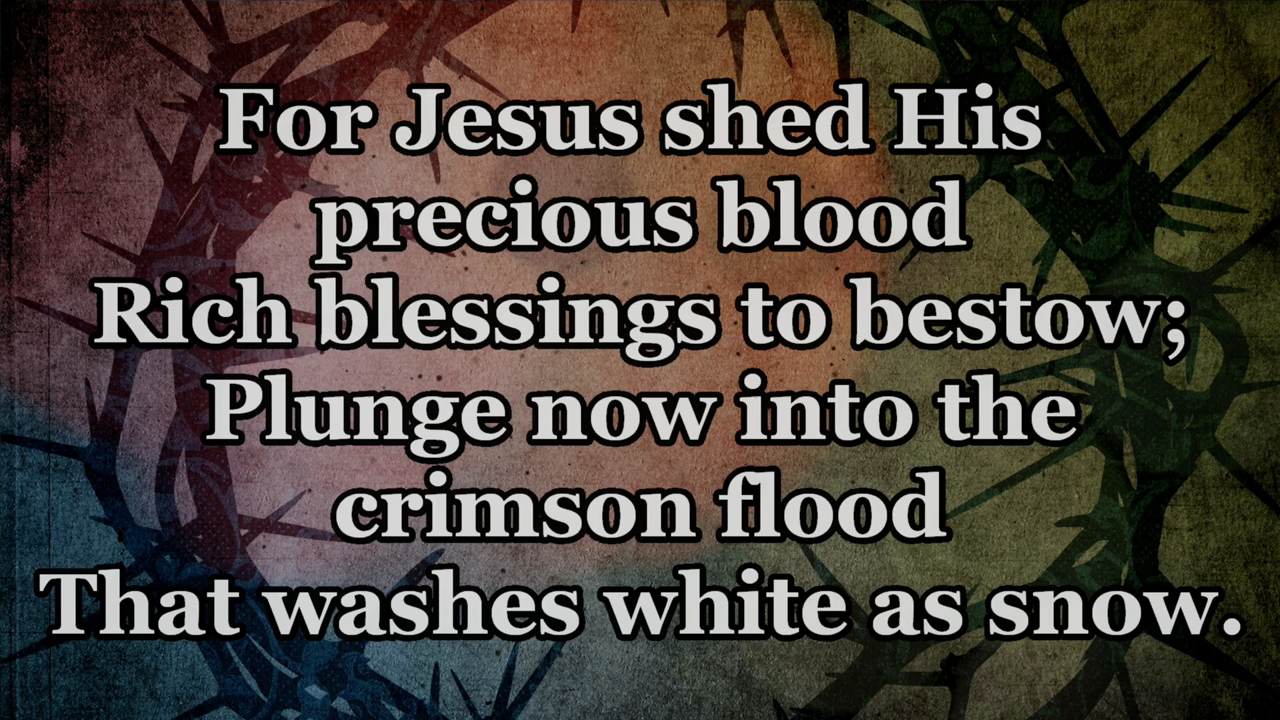 For Jesus shed His
precious blood
Rich blessings to bestow;
Plunge now into the
crimson flood
That washes white as snow.